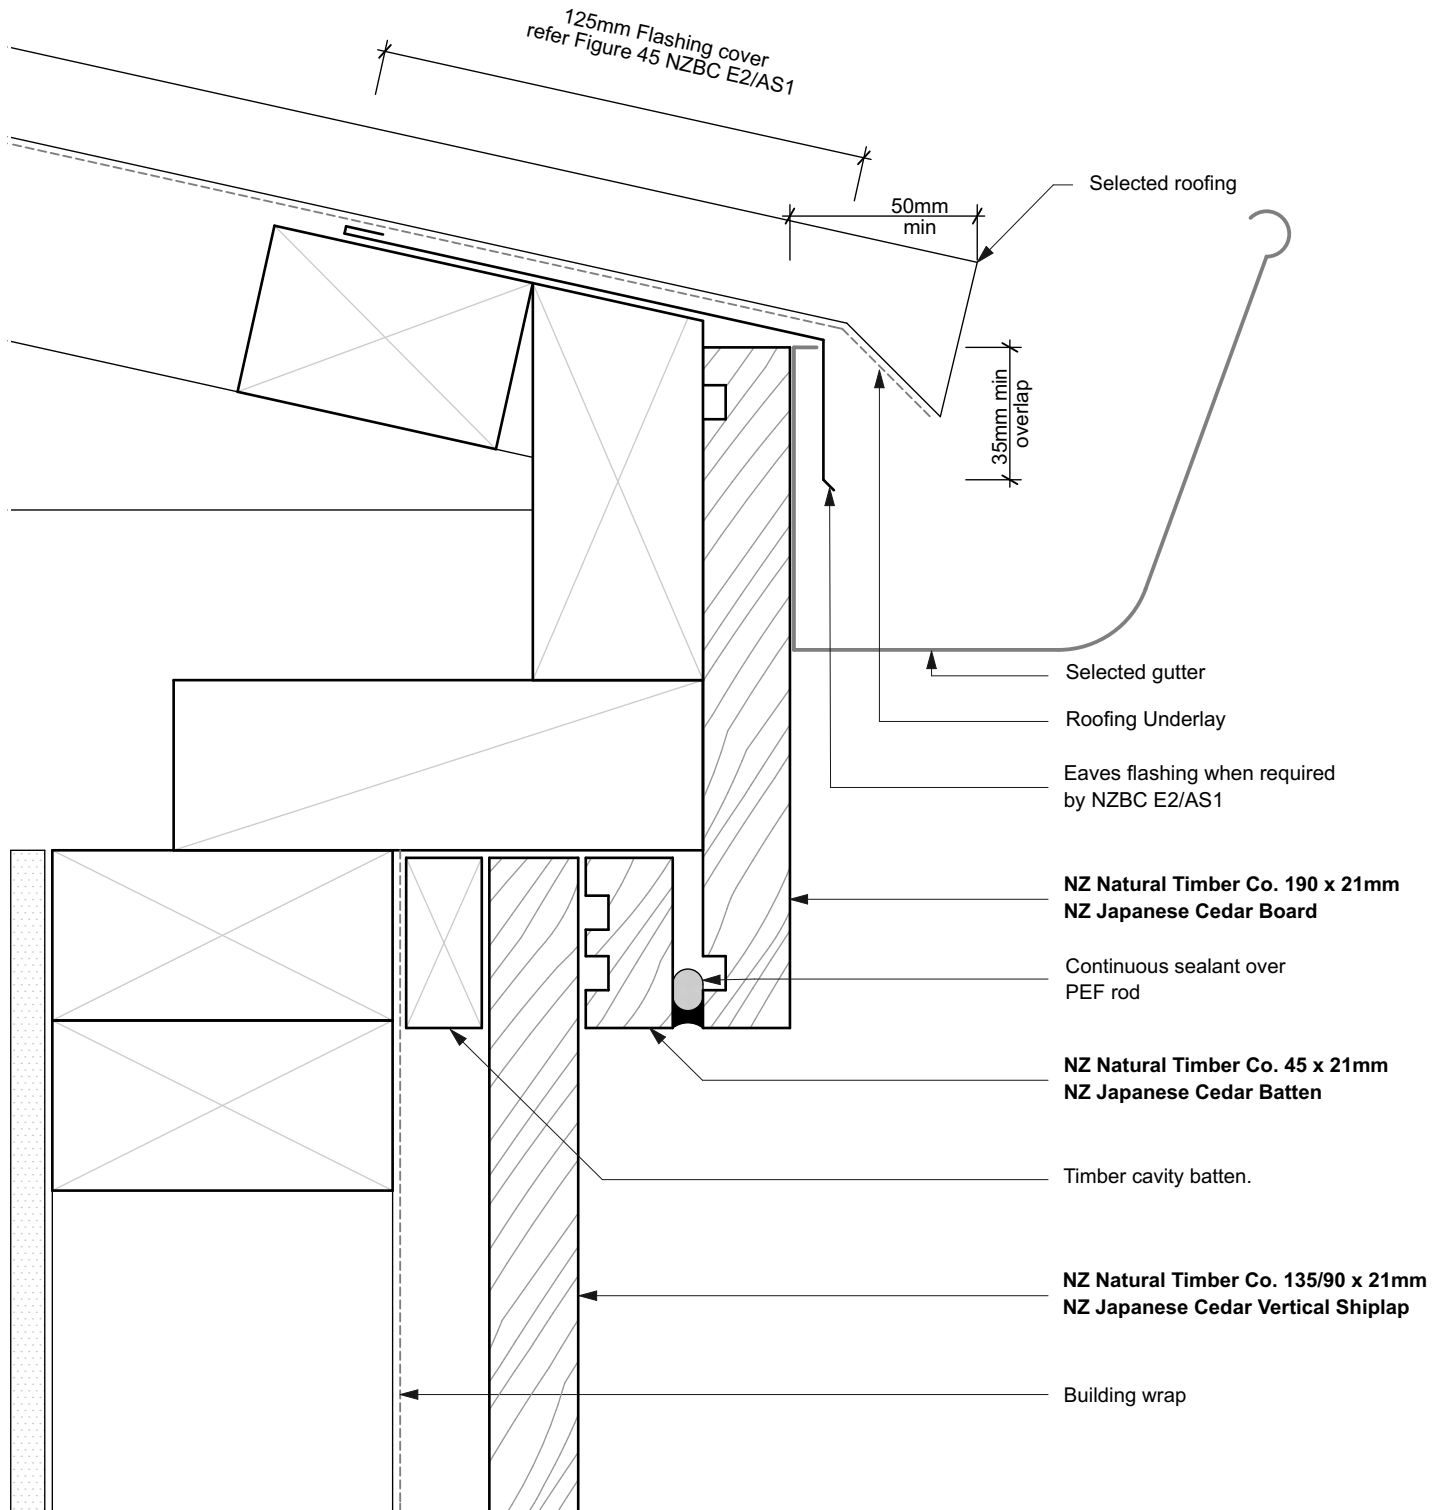 125mm Flashing cover
refer Figure 45 NZBC E2/AS1
Selected roofing
50mm
min
35mm min
overlap
Selected gutter
Roofing Underlay
Eaves flashing when required
by NZBC E2/AS1
NZ Natural Timber Co. 190 x 21mm
NZ Japanese Cedar Board
Continuous sealant over
PEF rod
NZ Natural Timber Co. 45 x 21mm
NZ Japanese Cedar Batten
Timber cavity batten.
NZ Natural Timber Co. 135/90 x 21mm
NZ Japanese Cedar Vertical Shiplap
Building wrap